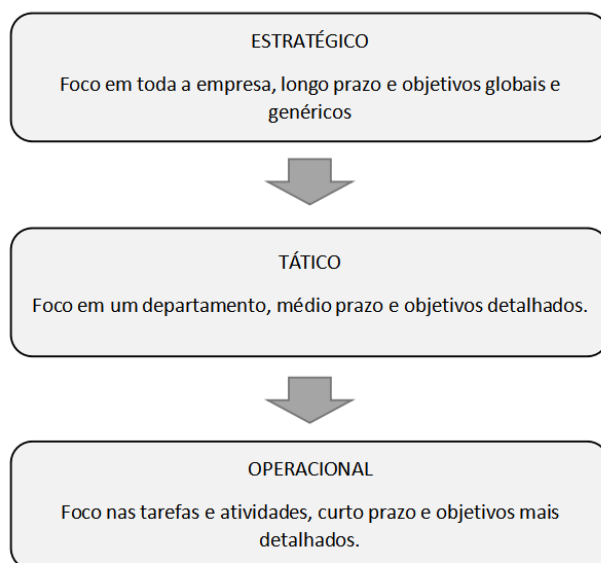 ESTRATÉGICO
Foco em toda a empresa, longo prazo e objetivos globais e
genéricos
TÁTICO
Foco em um departamento, médio prazo e objetivos detalhados.
OPERACIONAL
Foco nas tarefas e atividades, curto prazo e objetivos mais
detalhados.